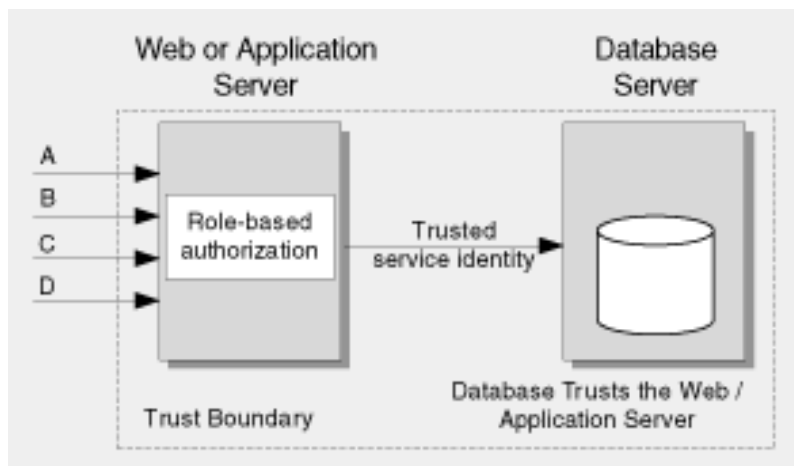 Web or Application
Server
Database
Server
A
B
C
D
Role-based
authorization
Trusted
service identity
Trust Boundary
Database Trusts the Web /
Application Server